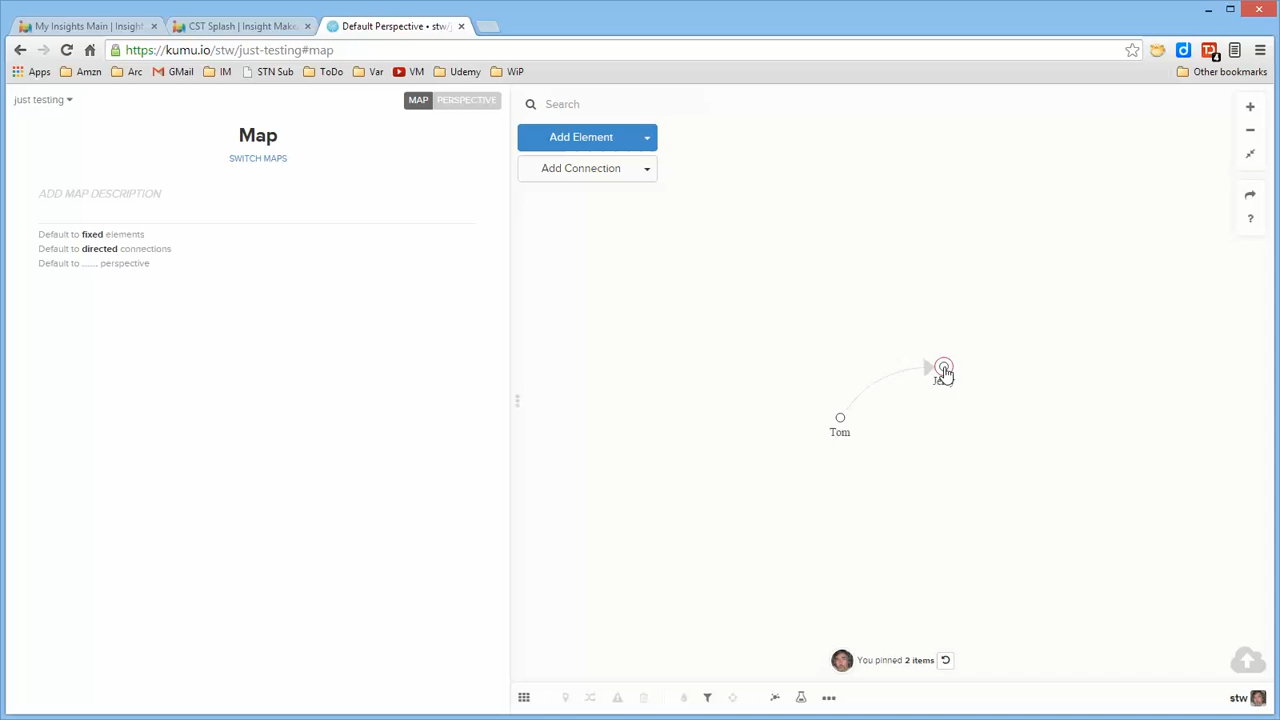 My Insights Main | Insight
CST Splash | Insight Make
Default Perspective • stw/j
https://kumu.io/stw/just-testing#map
4
Apps Amzn Arc GMail IM STN Sub ToDo Var VM Udemy WiP Other bookmarks
just testing
MAP PERSPECTIVE
Search
Map
SWITCH MAPS
Add Element
Add Connection
ADD MAP DESCRIPTION
Default to fixed elements
Default to directed connections
Default to ...... perspective
?
Tom
You pinned 2 items
stw